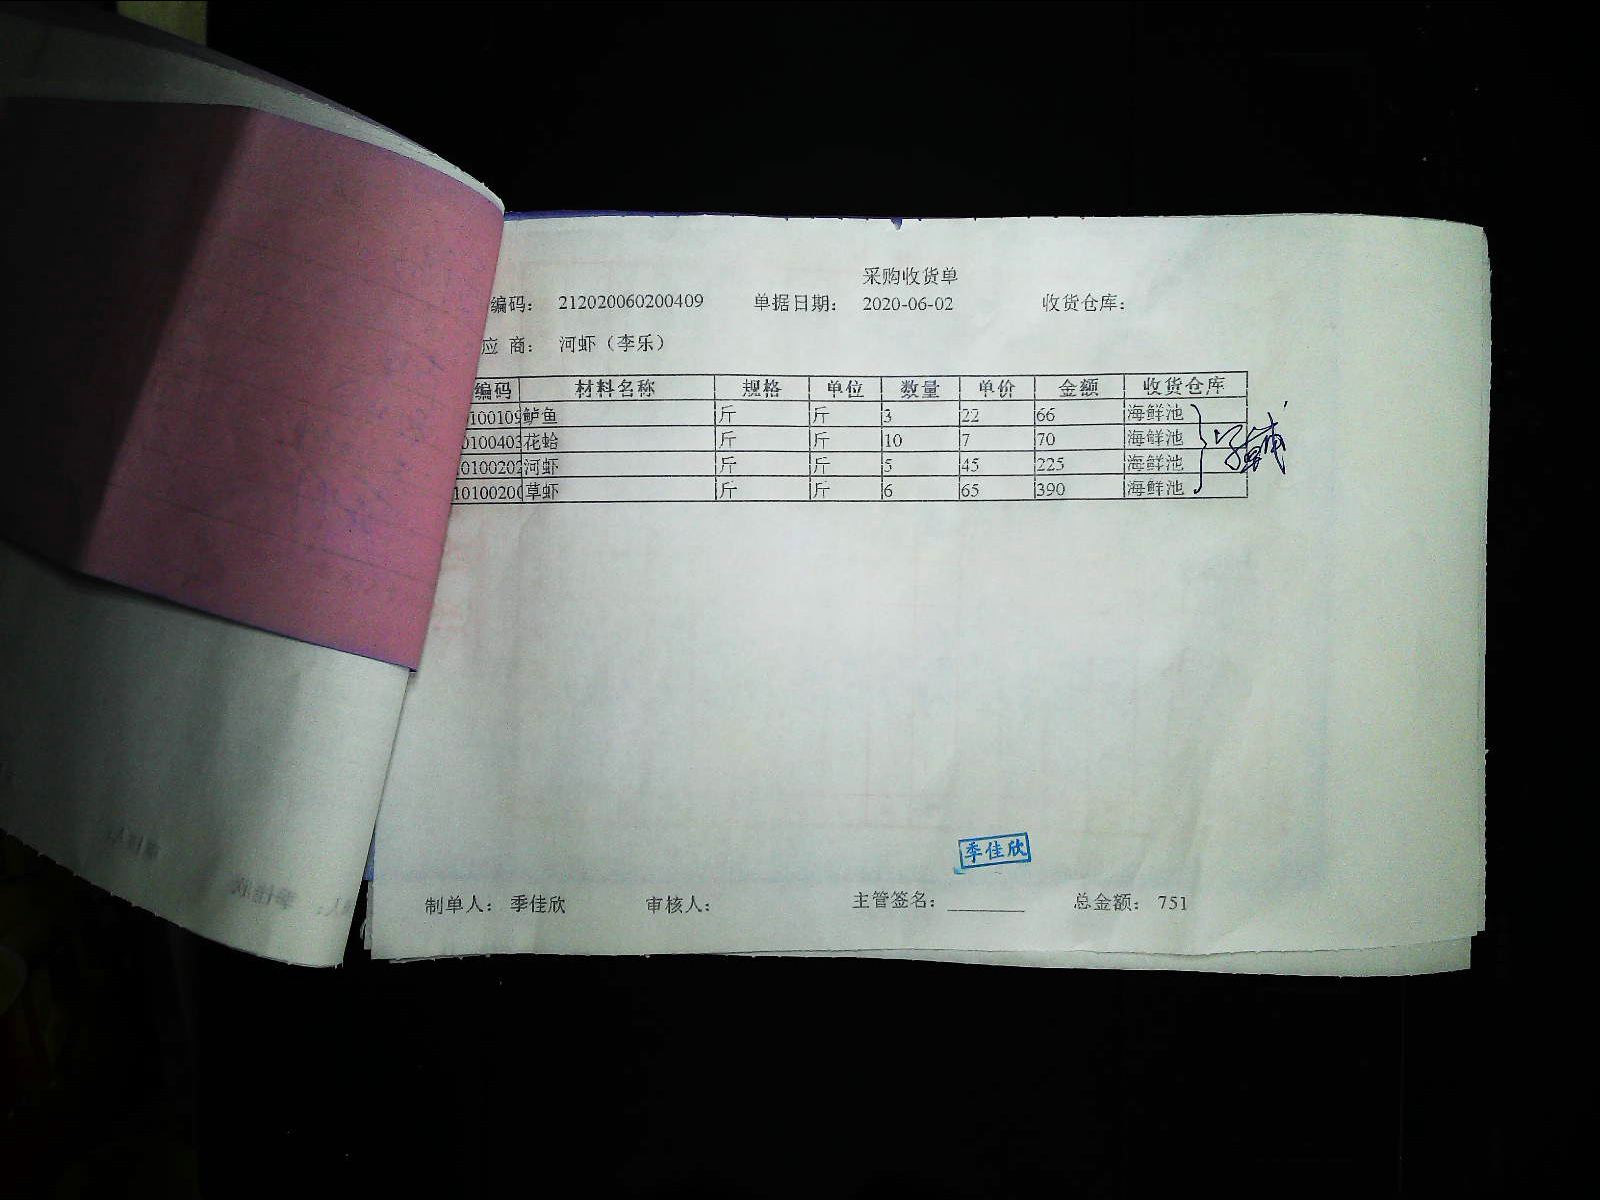 采购收货单
编码： 212020060200409 单据日期： 2020-06-02 收货仓库：
应 商： 河虾（李乐）
编码 材料名称 规格 单位 数量 单价 金额 收货仓库
0100109 鲈鱼 斤 斤 3 22 66 海鲜池
0100403 花蛤 斤 斤 10 7 70 海鲜池
0100202 河虾 斤 斤 5 45 225 海鲜池
1010020 草虾 斤 斤 6 65 390 海鲜池
季佳欣
制单人： 季佳欣 审核人： 主管签名：________ 总金额： 751